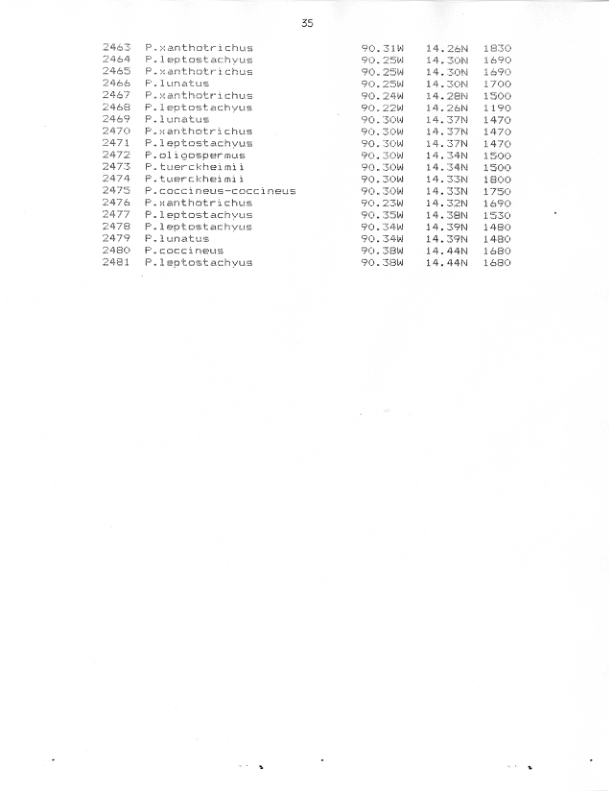 35
2463 P.xanthotrichus 90.31W 14.26N 1830
2464 P.leptostachyus 90.25W 14.30N 1690
2465 P.xanthotrichus 90.25W 14.30N 1690
2466 P.lunatus 90.25W 14.30N 1700
2467 P.xanthotrichus 90.24W 14.28N 1500
2468 P.leptostachyus 90.22W 14.26N 1190
2469 P.lunatus 90.30W 14.37N 1470
2470 P.xanthotrichus 90.30W 14.37N 1470
2471 P.leptostachyus 90.30W 14.37N 1470
2472 P.oligospermus 90.30W 14.34N 1500
2473 P.tuerckheimii 90.30W 14.34N 1500
2474 P.tuerckheimii 90.30W 14.33N 1800
2475 P.coccineus-coccineus 90.30W 14.33N 1750
2476 P.xanthotrichus 90.23W 14.32N 1690
2477 P.leptostachyus 90.35W 14.38N 1530
2478 P.leptostachyus 90.34W 14.39N 1480
2479 P.lunatus 90.34W 14.39N 1480
2480 P.coccineus 90.38W 14.44N 1680
2481 P.leptostachyus 90.38W 14.44N 1680